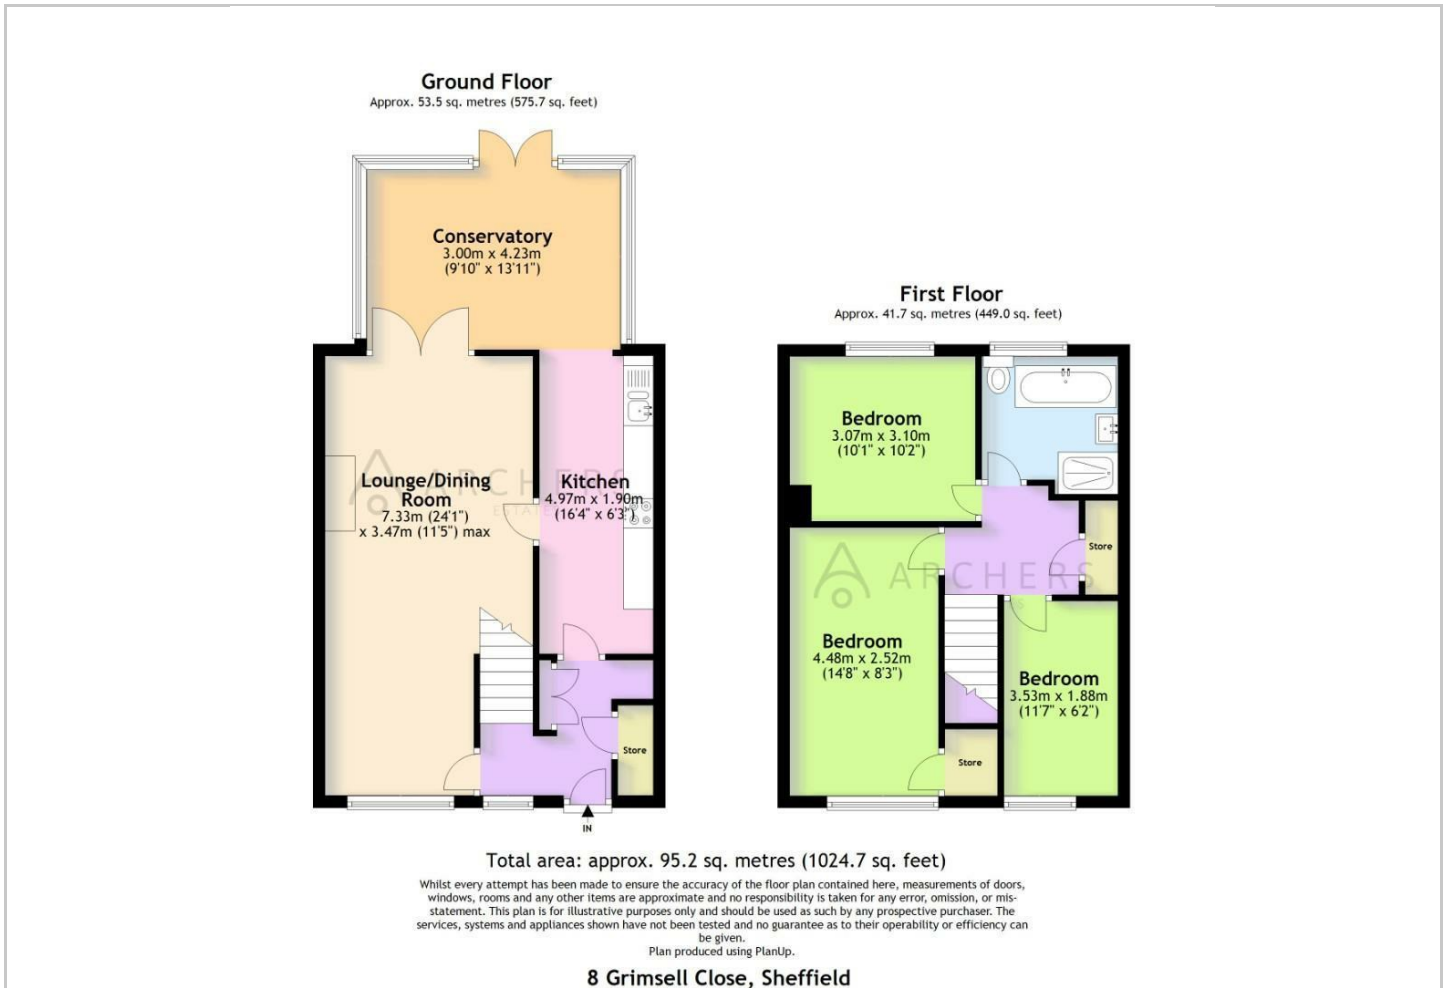 Ground Floor
Approx. 53.5 sq. metres (575.7 sq. feet)
Conservatory
3.00m x 4.23m
(9'10" x 13'11")
Lounge/Dining
Room
7.33m (24'1")
x 3.47m (11'5") max
Kitchen
4.97m x 1.90m
(16'4" x 6'3")
ARCHERS
Store
IN
First Floor
Approx. 41.7 sq. metres (449.0 sq. feet)
Bedroom
3.07m x 3.10m
(10'1" x 10'2")
Store
ARCHERS
Bedroom
4.48m x 2.52m
(14'8" x 8'3")
Bedroom
3.53m x 1.88m
(11'7" x 6'2")
Store
Total area: approx. 95.2 sq. metres (1024.7 sq. feet)
Whilst every attempt has been made to ensure the accuracy of the floor plan contained here, measurements of doors,
windows, rooms and any other items are approximate and no responsibility is taken for any error, omission, or mis-
statement. This plan is for illustrative purposes only and should be used as such by any prospective purchaser. The
services, systems and appliances shown have not been tested and no guarantee as to their operability or efficiency can
be given.
Plan produced using PlanUp.
8 Grimsell Close, Sheffield